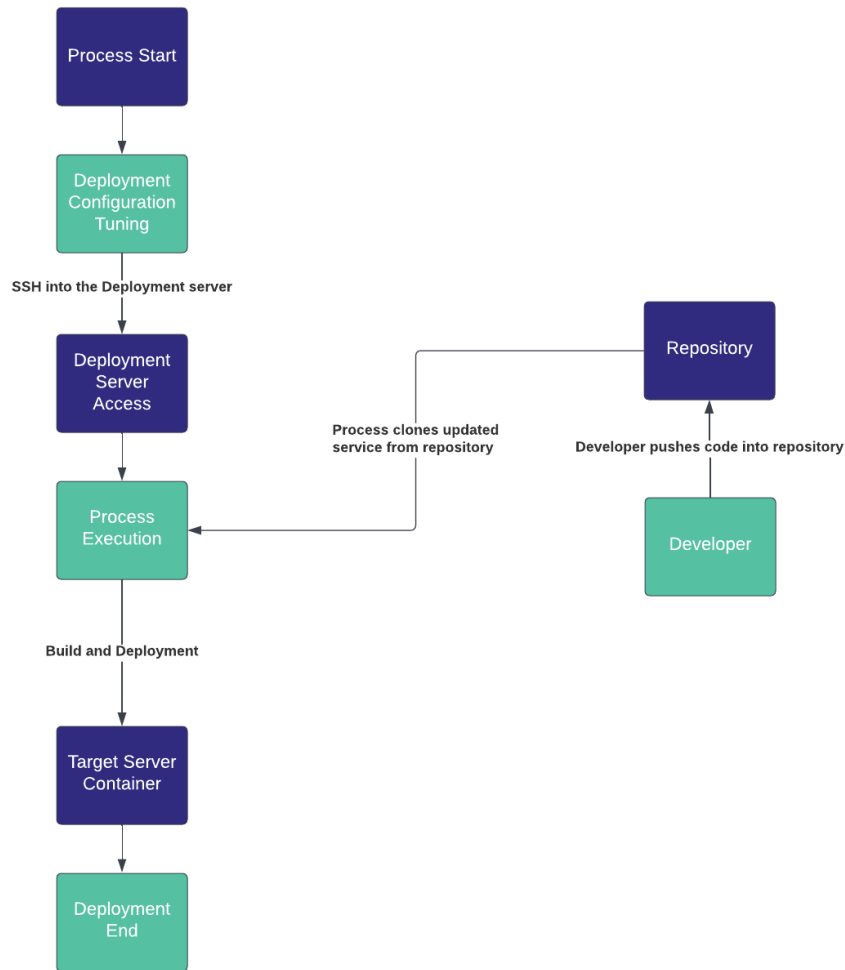 Process Start
Deployment
Configuration
Tuning
SSH into the Deployment server
Deployment
Server
Access
Repository
Process clones updated
service from repository
Developer pushes code into repository
Process
Execution
Developer
Build and Deployment
Target Server
Container
Deployment
End